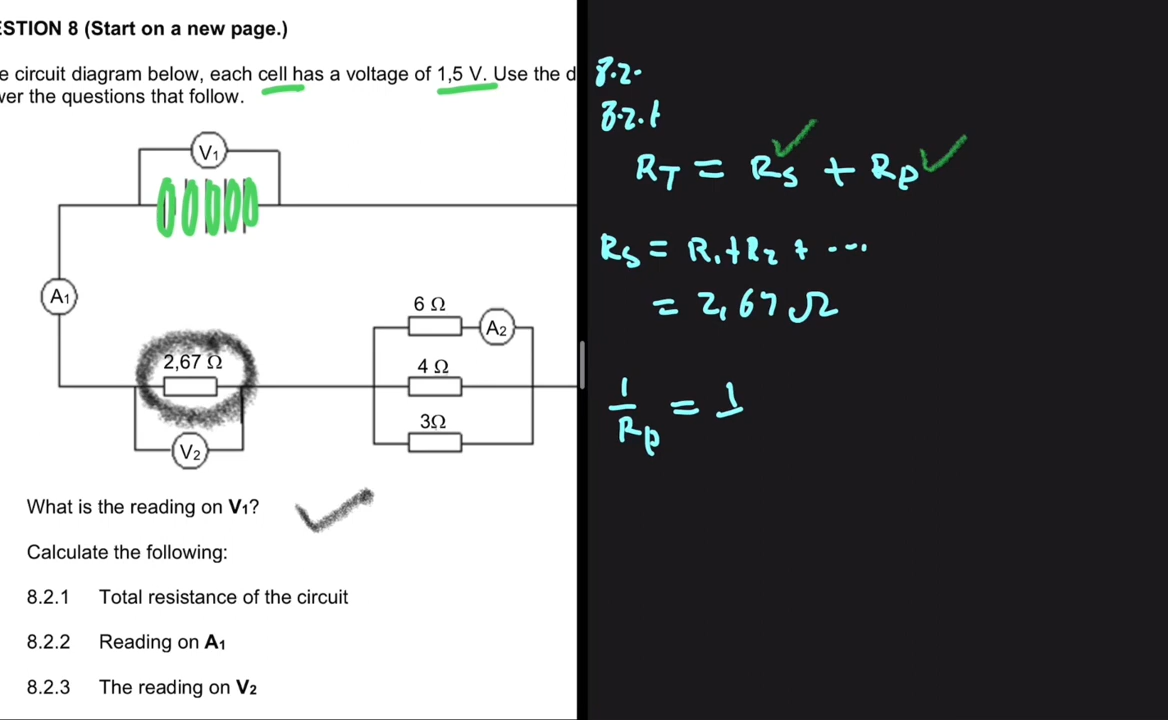 ESTION 8 (Start on a new page.)
e circuit diagram below, each cell has a voltage of 1,5 V. Use the d
ver the questions that follow.
V1
A1
2,67 Ω
V2
6 Ω
A2
4 Ω
3Ω
What is the reading on V1?
Calculate the following:
8.2.1 Total resistance of the circuit
8.2.2 Reading on A1
8.2.3 The reading on V2
8.2.
8.2.1
RT = Rs + Rp
Rs = R1 + R2 + ...
= 2,67 Ω
1/Rp = 1